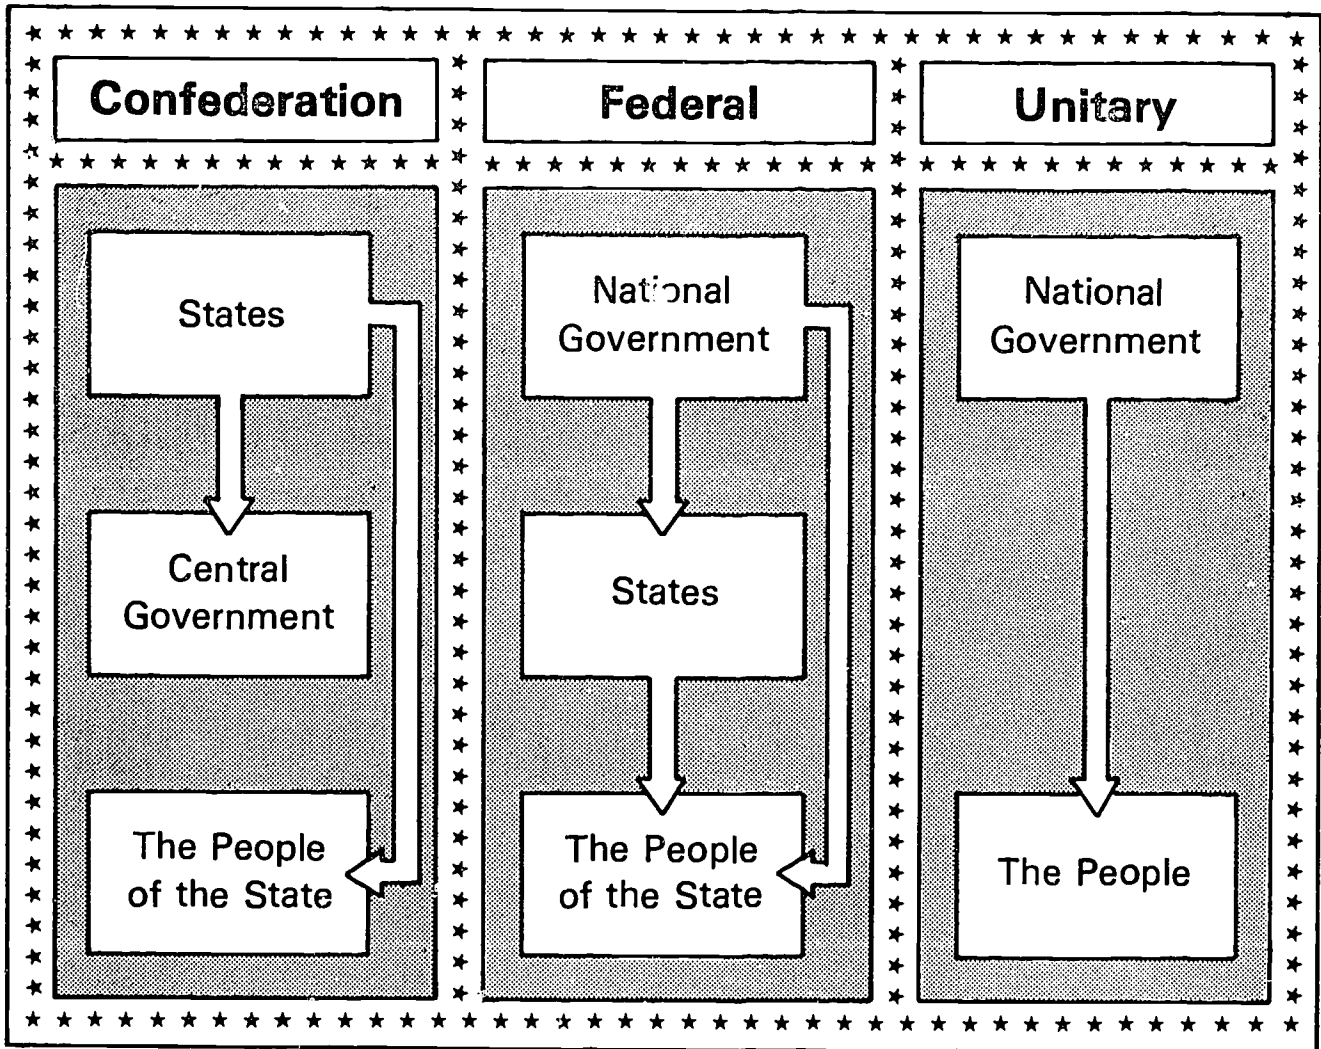 Confederation
States
Central
Government
The People
of the State
Federal
National
Government
States
The People
of the State
Unitary
National
Government
The People